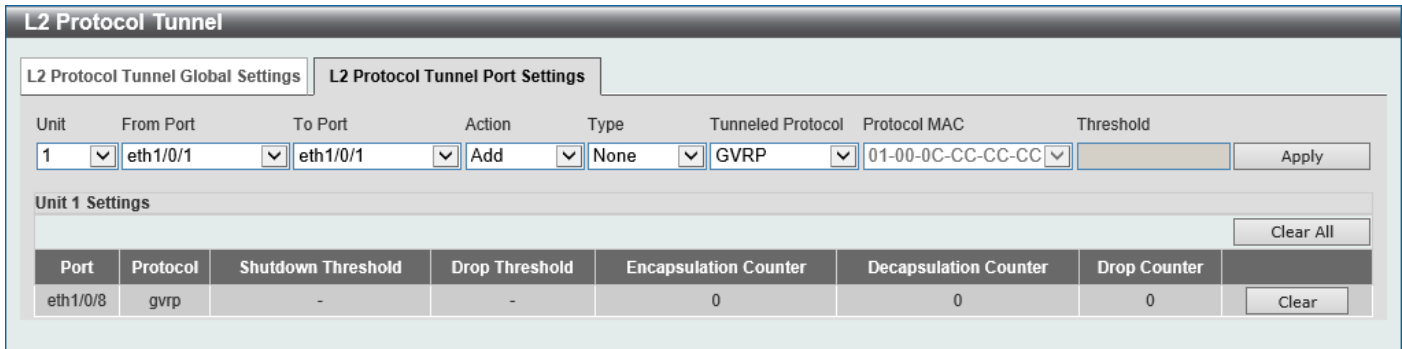 L2 Protocol Tunnel
L2 Protocol Tunnel Global Settings L2 Protocol Tunnel Port Settings
Unit From Port To Port Action Type Tunneled Protocol Protocol MAC Threshold
1 eth1/0/1 eth1/0/1 Add None GVRP 01-00-0C-CC-CC-CC Apply
Unit 1 Settings
Clear All
Port Protocol Shutdown Threshold Drop Threshold Encapsulation Counter Decapsulation Counter Drop Counter
eth1/0/8 gvrp - - 0 0 0 Clear